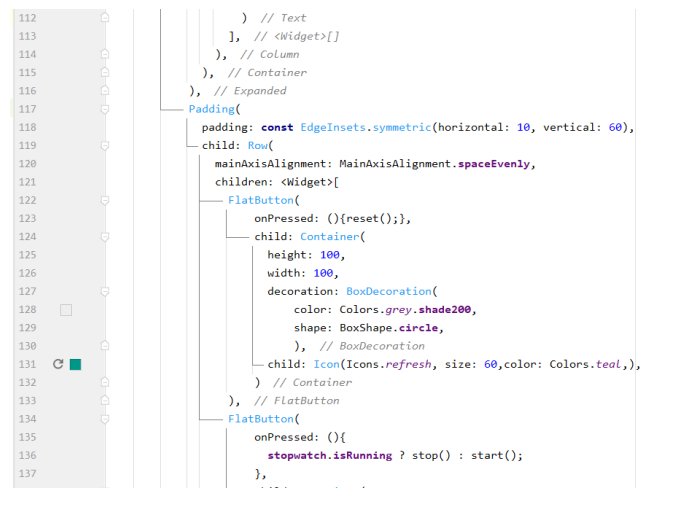 112 ) // Text
113 ], // <Widget>[]
114 ), // Column
115 ), // Container
116 ), // Expanded
117 Padding(
118 padding: const EdgeInsets.symmetric(horizontal: 10, vertical: 60),
119 child: Row(
120 mainAxisAlignment: MainAxisAlignment.spaceEvenly,
121 children: <Widget>[
122 FlatButton(
123 onPressed: (){reset();},
124 child: Container(
125 height: 100,
126 width: 100,
127 decoration: BoxDecoration(
128 color: Colors.grey.shade200,
129 shape: BoxShape.circle,
130 ), // BoxDecoration
131 child: Icon(Icons.refresh, size: 60,color: Colors.teal,),
132 ) // Container
133 ), // FlatButton
134 FlatButton(
135 onPressed: (){
136 stopwatch.isRunning ? stop() : start();
137 },